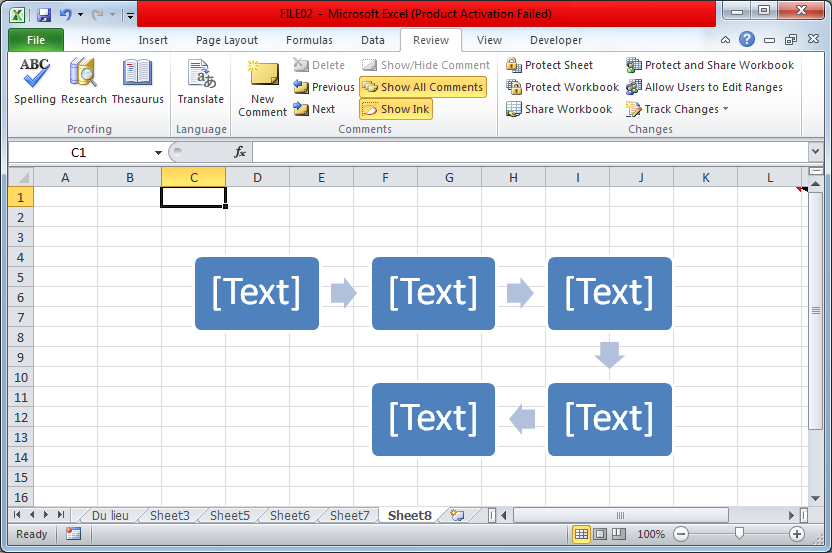 FILE02 - Microsoft Excel (Product Activation Failed)
File Home Insert Page Layout Formulas Data Review View Developer
ABC
Spelling Research Thesaurus
Proofing
Translate
Language
New Comment
Delete
Previous
Next
Show/Hide Comment
Show All Comments
Show Ink
Comments
Protect Sheet
Protect Workbook
Share Workbook
Protect and Share Workbook
Allow Users to Edit Ranges
Track Changes
Changes
C1 fx
A B C D E F G H I J K L
1
2
3
4
5
6
7
8
9
10
11
12
13
14
15
16
[Text] [Text] [Text]
[Text] [Text]
Du lieu Sheet3 Sheet5 Sheet6 Sheet7 Sheet8
Ready 100%